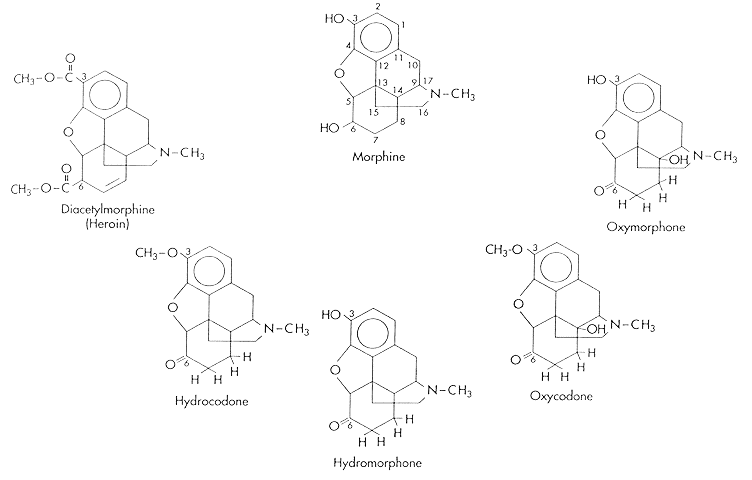 HO
3
2
1
4
11
12
10
O
13
9
17
14
N—CH₃
5
15
16
HO
6
8
7
Morphine
O
CH₃—O—C
3
O
N—CH₃
O
CH₃—O—C
6
Diacetylmorphine
(Heroin)
HO
3
O
OH
N—CH₃
O
6
H
H
H
H
Oxymorphone
CH₃—O
3
O
N—CH₃
O
6
H
H
H
H
Hydrocodone
HO
3
O
N—CH₃
O
6
H
H
H
H
Hydromorphone
CH₃—O
3
O
OH
N—CH₃
O
6
H
H
H
H
Oxycodone